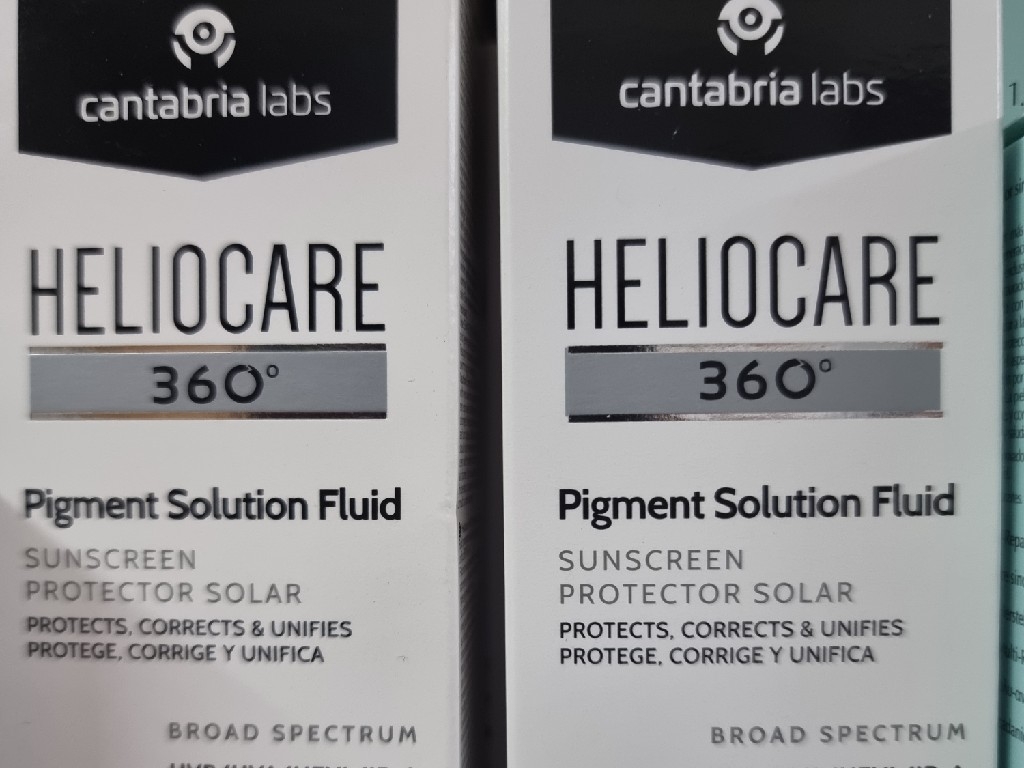 cantabria labs
HELIOCARE
360°
Pigment Solution Fluid
SUNSCREEN
PROTECTOR SOLAR
PROTECTS, CORRECTS & UNIFIES
PROTEGE, CORRIGE Y UNIFICA
BROAD SPECTRUM
cantabria labs
HELIOCARE
360°
Pigment Solution Fluid
SUNSCREEN
PROTECTOR SOLAR
PROTECTS, CORRECTS & UNIFIES
PROTEGE, CORRIGE Y UNIFICA
BROAD SPECTRUM